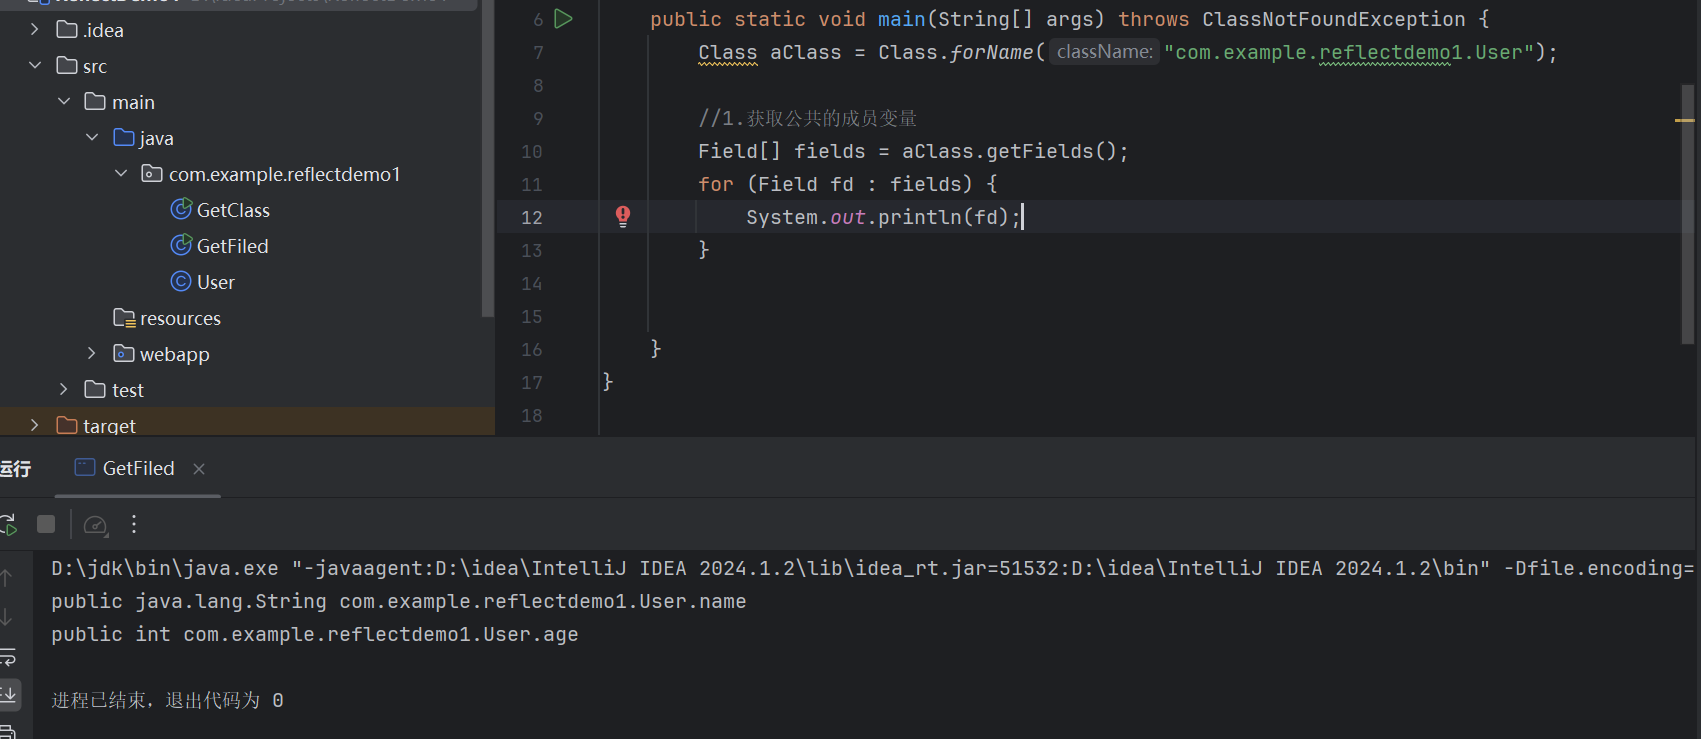 .idea
src
main
java
com.example.reflectdemo1
GetClass
GetFiled
User
resources
webapp
test
target
6 public static void main(String[] args) throws ClassNotFoundException {
7 Class aClass = Class.forName( className: "com.example.reflectdemo1.User");
8
9 //1.获取公共的成员变量
10 Field[] fields = aClass.getFields();
11 for (Field fd : fields) {
12 System.out.println(fd);
13 }
14
15
16 }
17 }
18
运行 GetFiled
D:\jdk\bin\java.exe "-javaagent:D:\idea\IntelliJ IDEA 2024.1.2\lib\idea_rt.jar=51532:D:\idea\IntelliJ IDEA 2024.1.2\bin" -Dfile.encoding=
public java.lang.String com.example.reflectdemo1.User.name
public int com.example.reflectdemo1.User.age
进程已结束，退出代码为 0